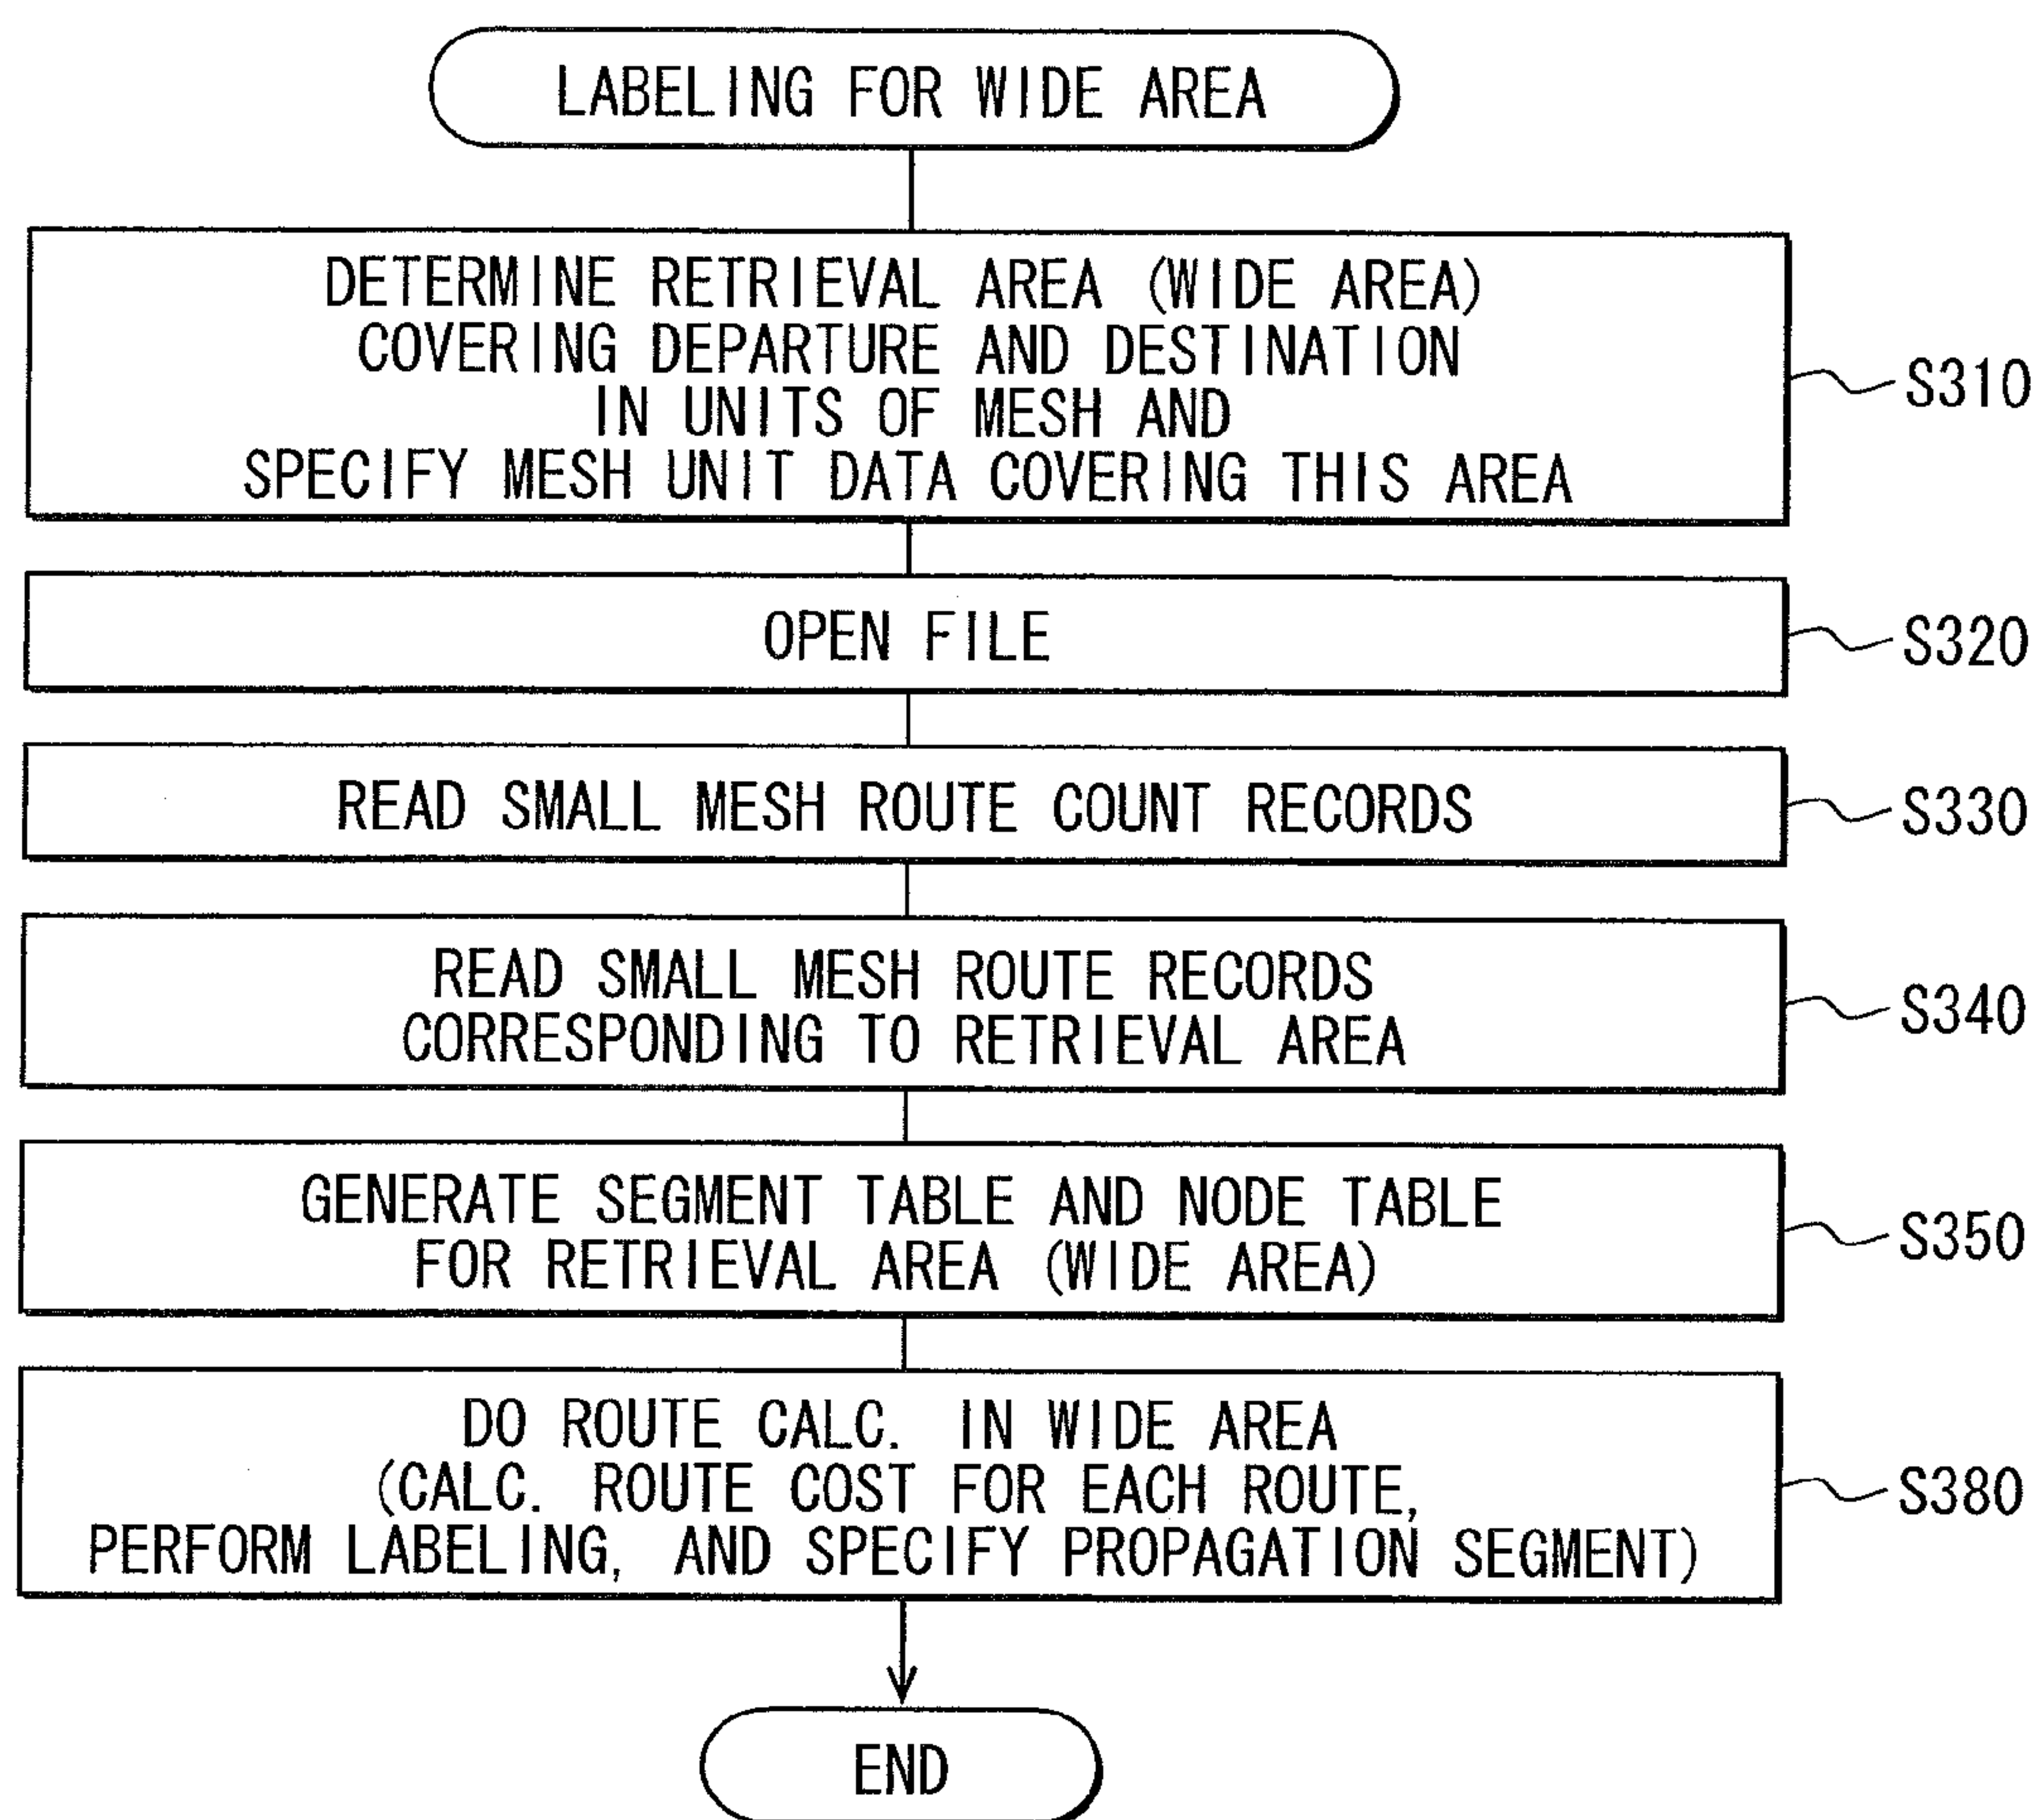 LABELING FOR WIDE AREA
DETERMINE RETRIEVAL AREA (WIDE AREA)
COVERING DEPARTURE AND DESTINATION
IN UNITS OF MESH AND
SPECIFY MESH UNIT DATA COVERING THIS AREA
S310
OPEN FILE
S320
READ SMALL MESH ROUTE COUNT RECORDS
S330
READ SMALL MESH ROUTE RECORDS
CORRESPONDING TO RETRIEVAL AREA
S340
GENERATE SEGMENT TABLE AND NODE TABLE
FOR RETRIEVAL AREA (WIDE AREA)
S350
DO ROUTE CALC. IN WIDE AREA
(CALC. ROUTE COST FOR EACH ROUTE,
PERFORM LABELING, AND SPECIFY PROPAGATION SEGMENT)
S380
END